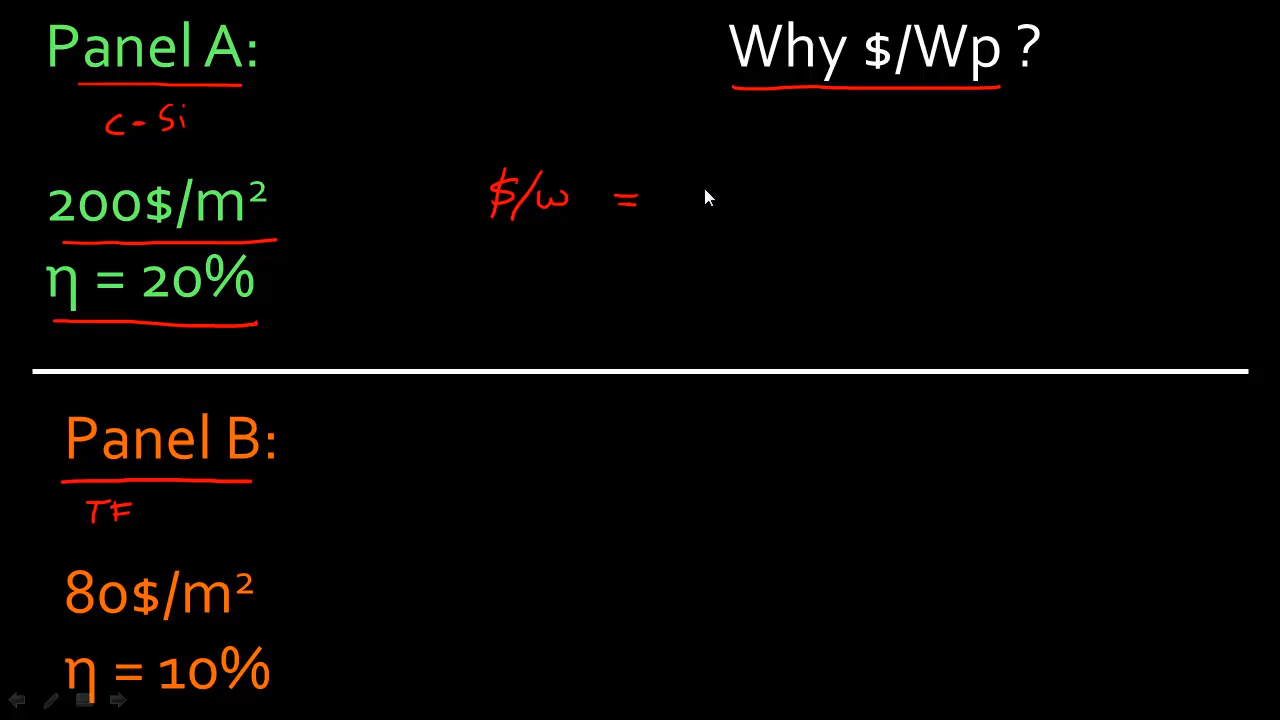 Panel A:
Why $/Wp ?
c-Si
200$/m²
$/w =
η = 20%
Panel B:
TF
80$/m²
η = 10%